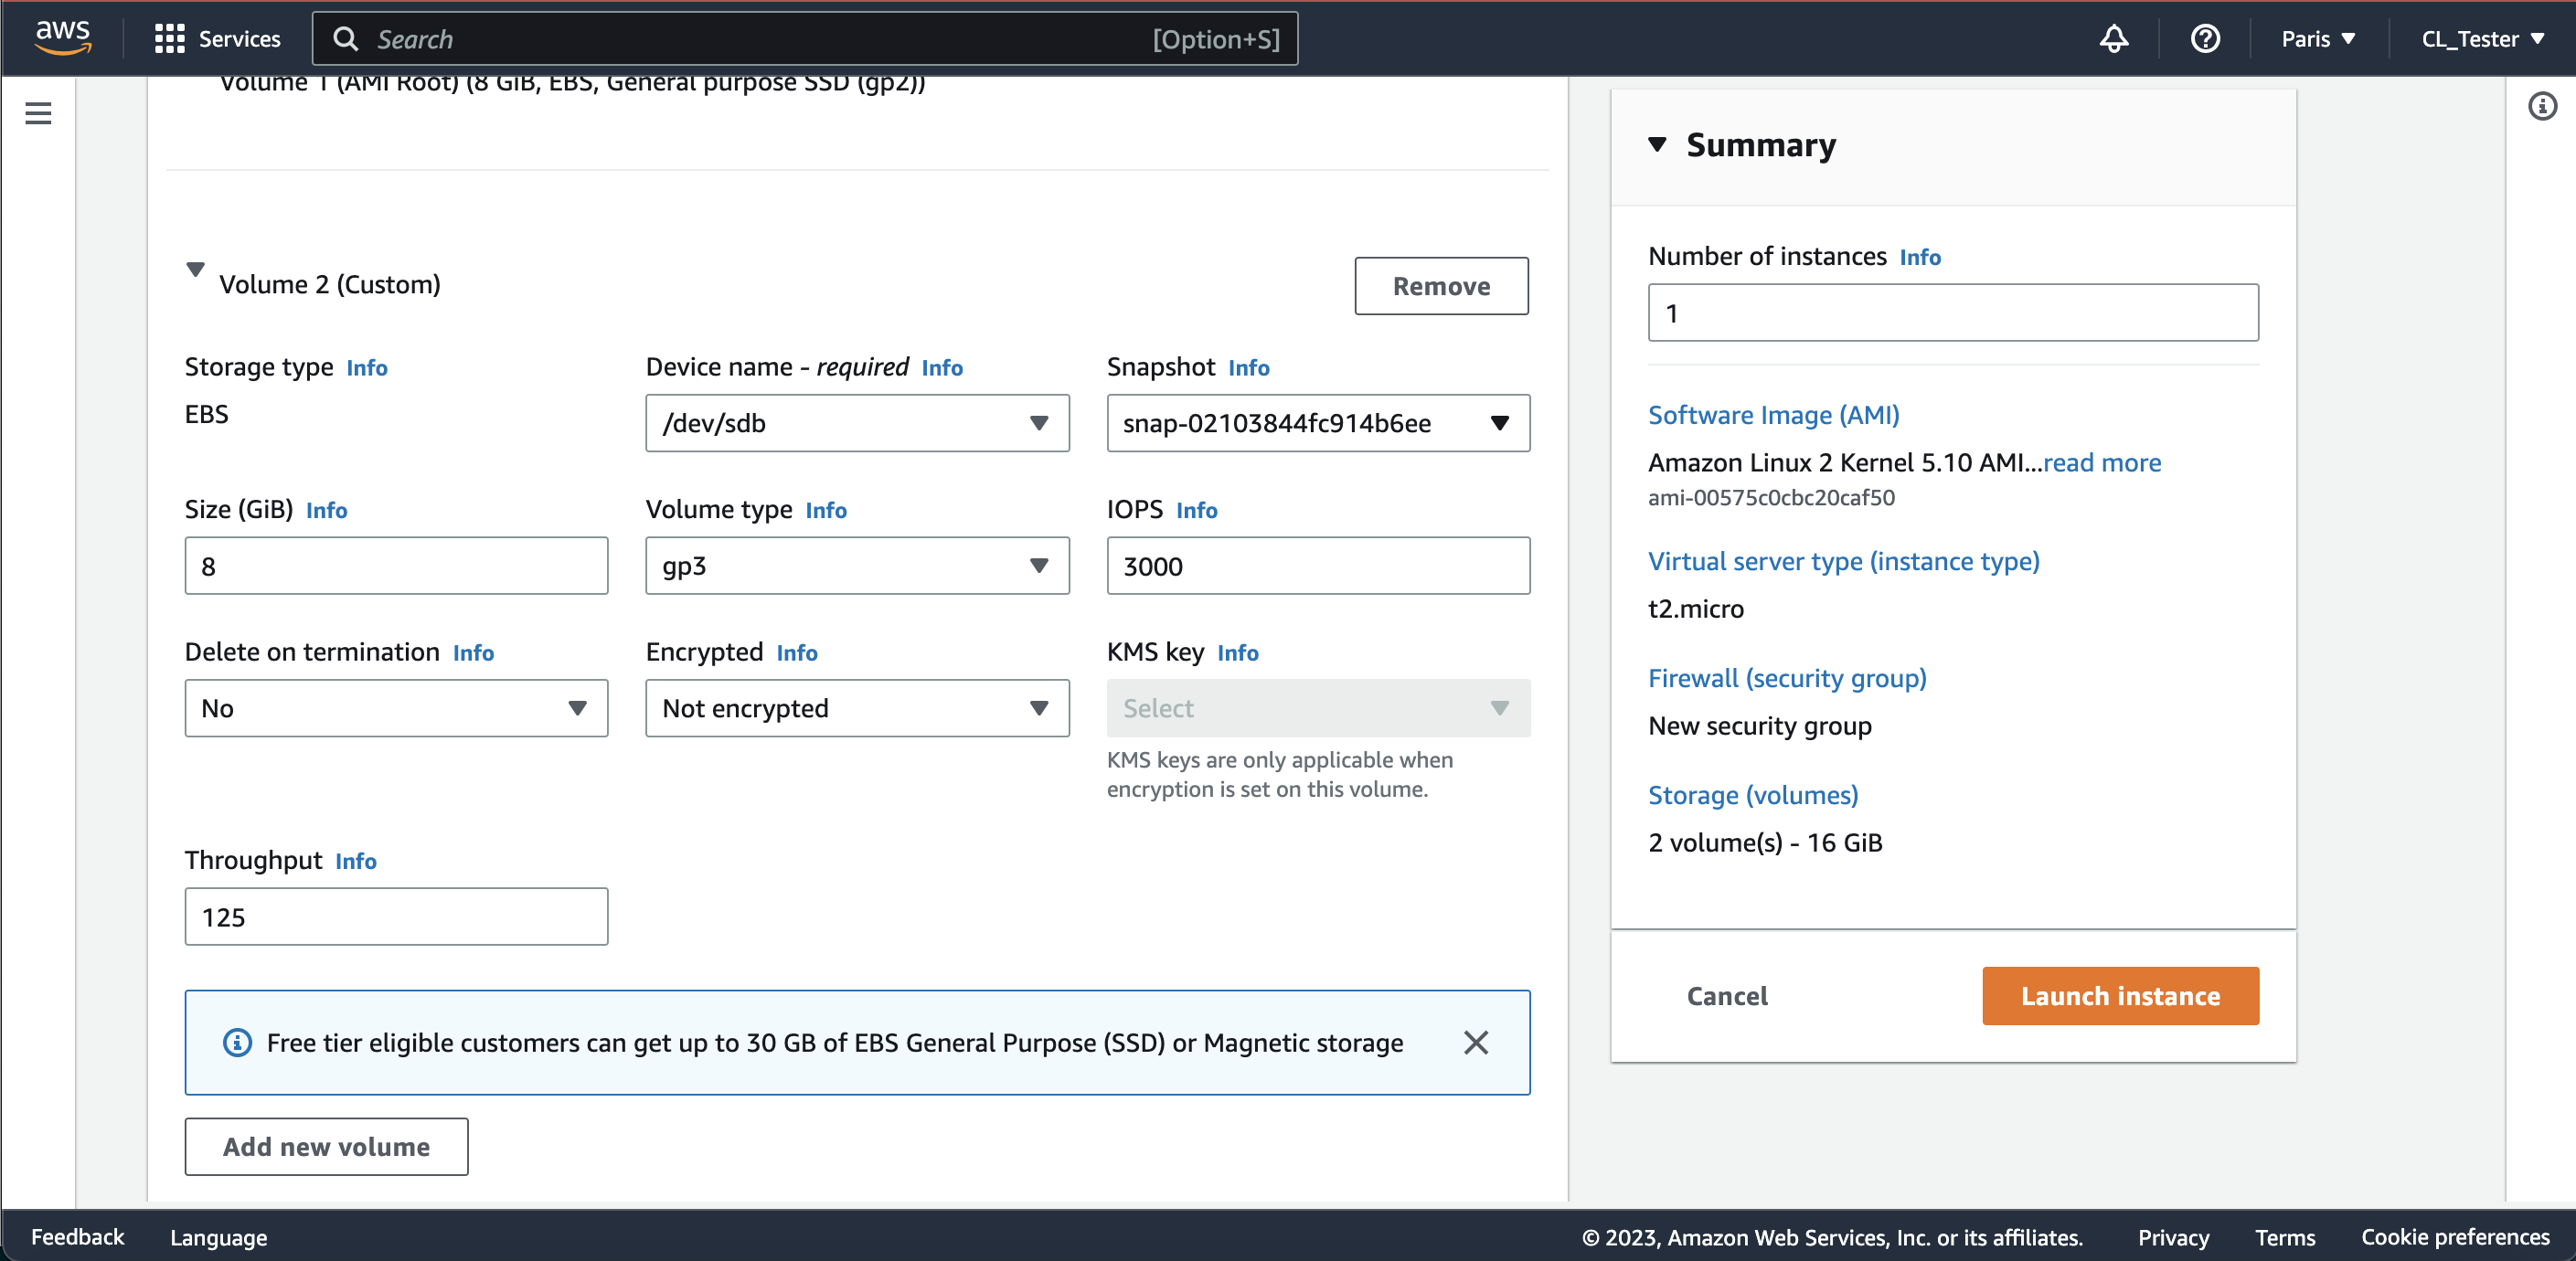 aws
Services
Search [Option+S]
Paris
CL_Tester
Volume 1 (AMI Root) (8 GiB, EBS, General purpose SSD (gp2))
Volume 2 (Custom)
Remove
Storage type Info
EBS
Device name - required Info
/dev/sdb
Snapshot Info
snap-02103844fc914b6ee
Size (GiB) Info
8
Volume type Info
gp3
IOPS Info
3000
Delete on termination Info
No
Encrypted Info
Not encrypted
KMS key Info
Select
KMS keys are only applicable when
encryption is set on this volume.
Throughput Info
125
Free tier eligible customers can get up to 30 GB of EBS General Purpose (SSD) or Magnetic storage
Add new volume
Summary
Number of instances Info
1
Software Image (AMI)
Amazon Linux 2 Kernel 5.10 AMI...read more
ami-00575c0cbc20caf50
Virtual server type (instance type)
t2.micro
Firewall (security group)
New security group
Storage (volumes)
2 volume(s) - 16 GiB
Cancel
Launch instance
Feedback
Language
© 2023, Amazon Web Services, Inc. or its affiliates.
Privacy
Terms
Cookie preferences